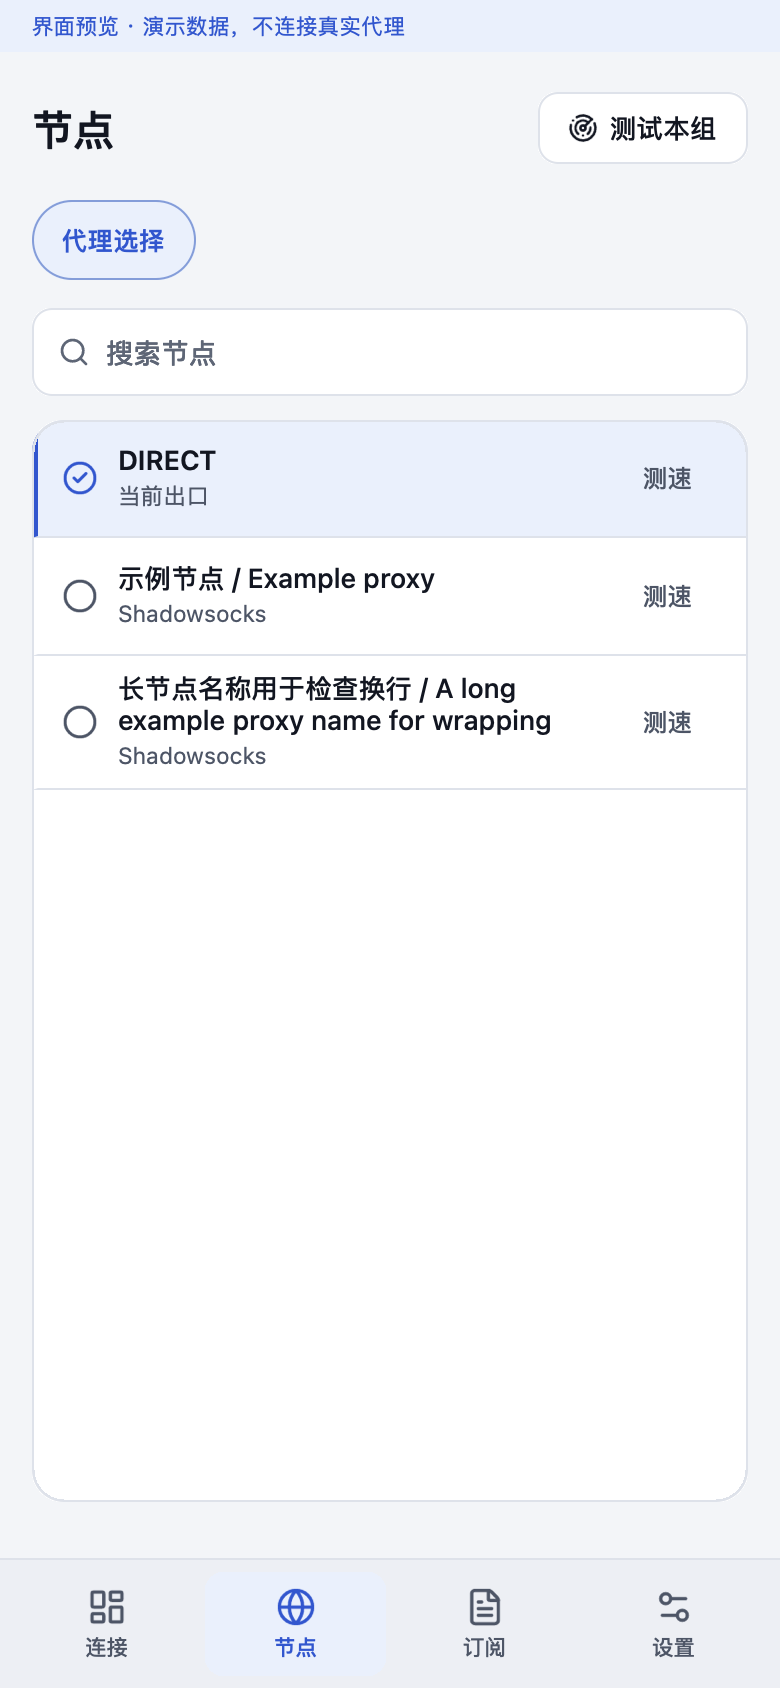 界面预览 · 演示数据，不连接真实代理
节点
测试本组
代理选择
搜索节点
DIRECT
当前出口
测速
示例节点 / Example proxy
Shadowsocks
测速
长节点名称用于检查换行 / A long
example proxy name for wrapping
Shadowsocks
测速
连接
节点
订阅
设置